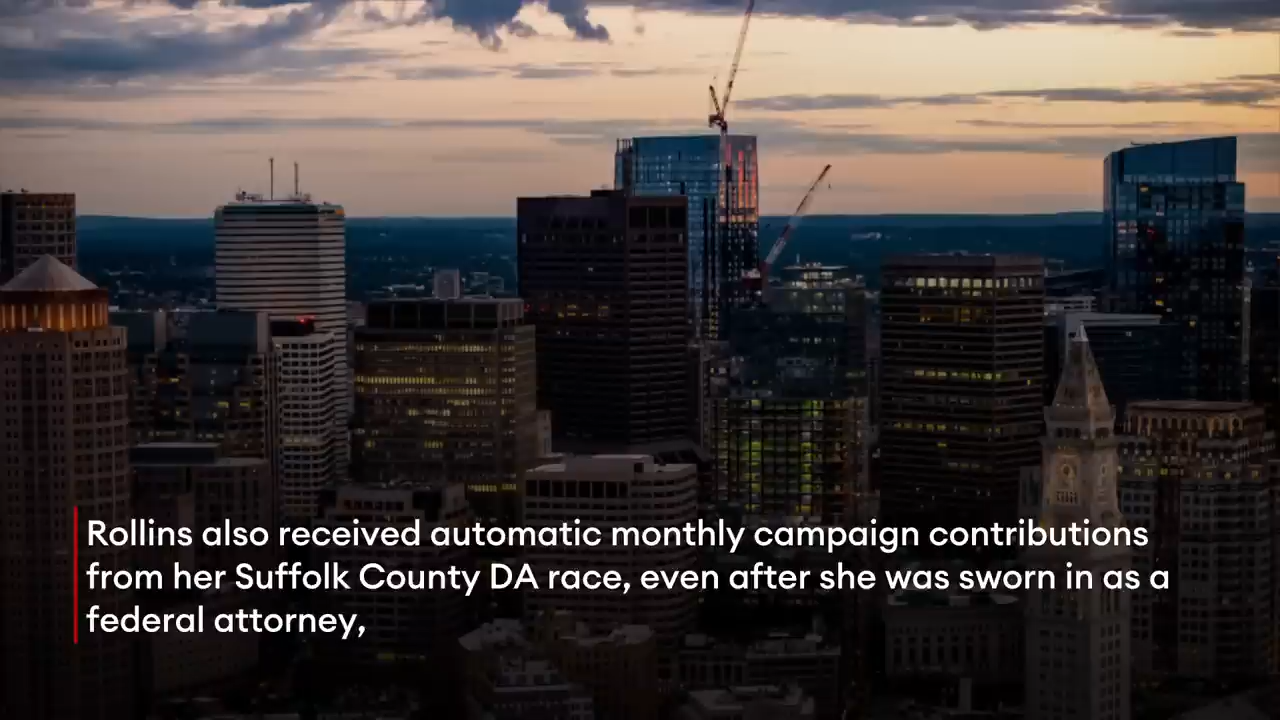 Rollins also received automatic monthly campaign contributions
from her Suffolk County DA race, even after she was sworn in as a
federal attorney,